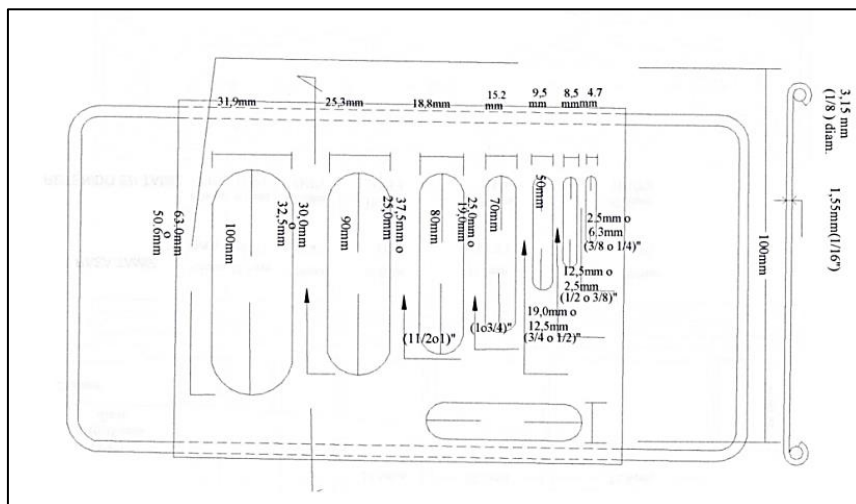 31,9mm
25,3mm
18,8mm
15.2
mm
9,5
mm
8,5
mm
4.7
mm
3,15 mm
(1/8 ) diam.
1,55mm(1/16")
100mm
63.0mm
o
50.6mm
100mm
32,5mm
o
30,0mm
90mm
37,5mm o
25,0mm
80mm
25,0mm o
19,0mm
70mm
50mm
2.5mm o
6.3mm
(3/8 o 1/4)"
12,5mm o
2,5mm
(1/2 o 3/8)"
19,0mm o
12,5mm
(3/4 o 1/2)"
(1o3/4)"
(11/2o1)"